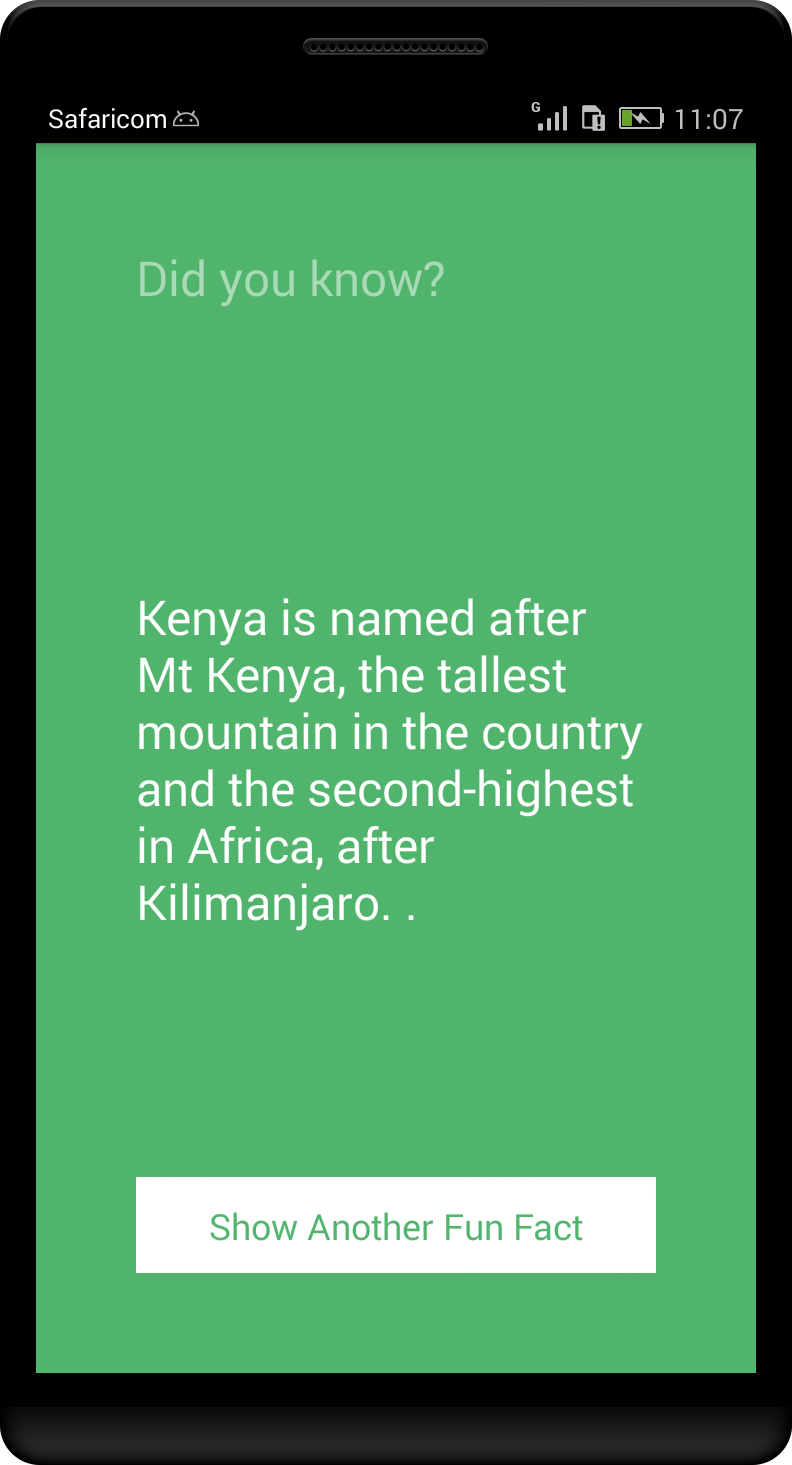 Safaricom
G
11:07
Did you know?
Kenya is named after
Mt Kenya, the tallest
mountain in the country
and the second-highest
in Africa, after
Kilimanjaro. .
Show Another Fun Fact